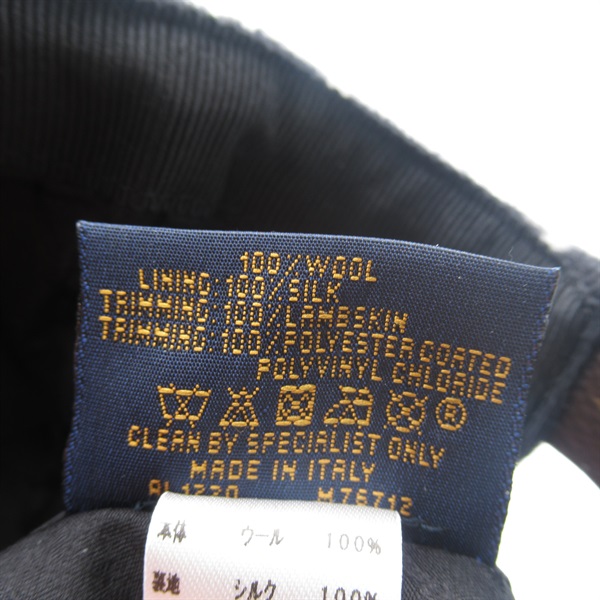 100%WOOL
LINING:100%SILK
TRIMMING:100%LAMBSKIN
TRIMMING:100%POLYESTER COATED
POLYVINYL CHLORIDE
®
CLEAN BY SPECIALIST ONLY
MADE IN ITALY
M76712
本体 ウール 100%
裏地 シルク 100%